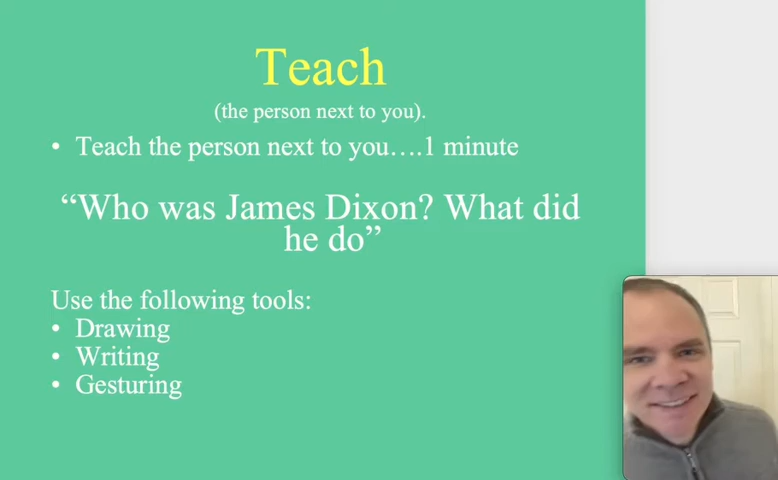 Teach
(the person next to you).
• Teach the person next to you….1 minute
“Who was James Dixon? What did
he do”
Use the following tools:
• Drawing
• Writing
• Gesturing